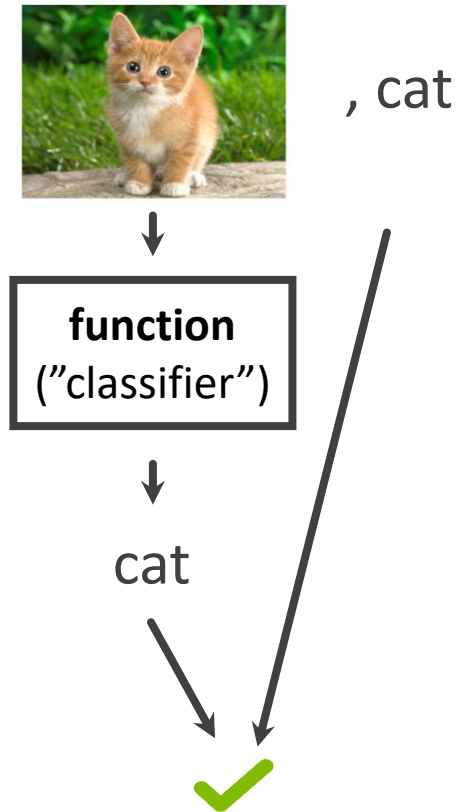 , cat
function
(”classifier”)
cat